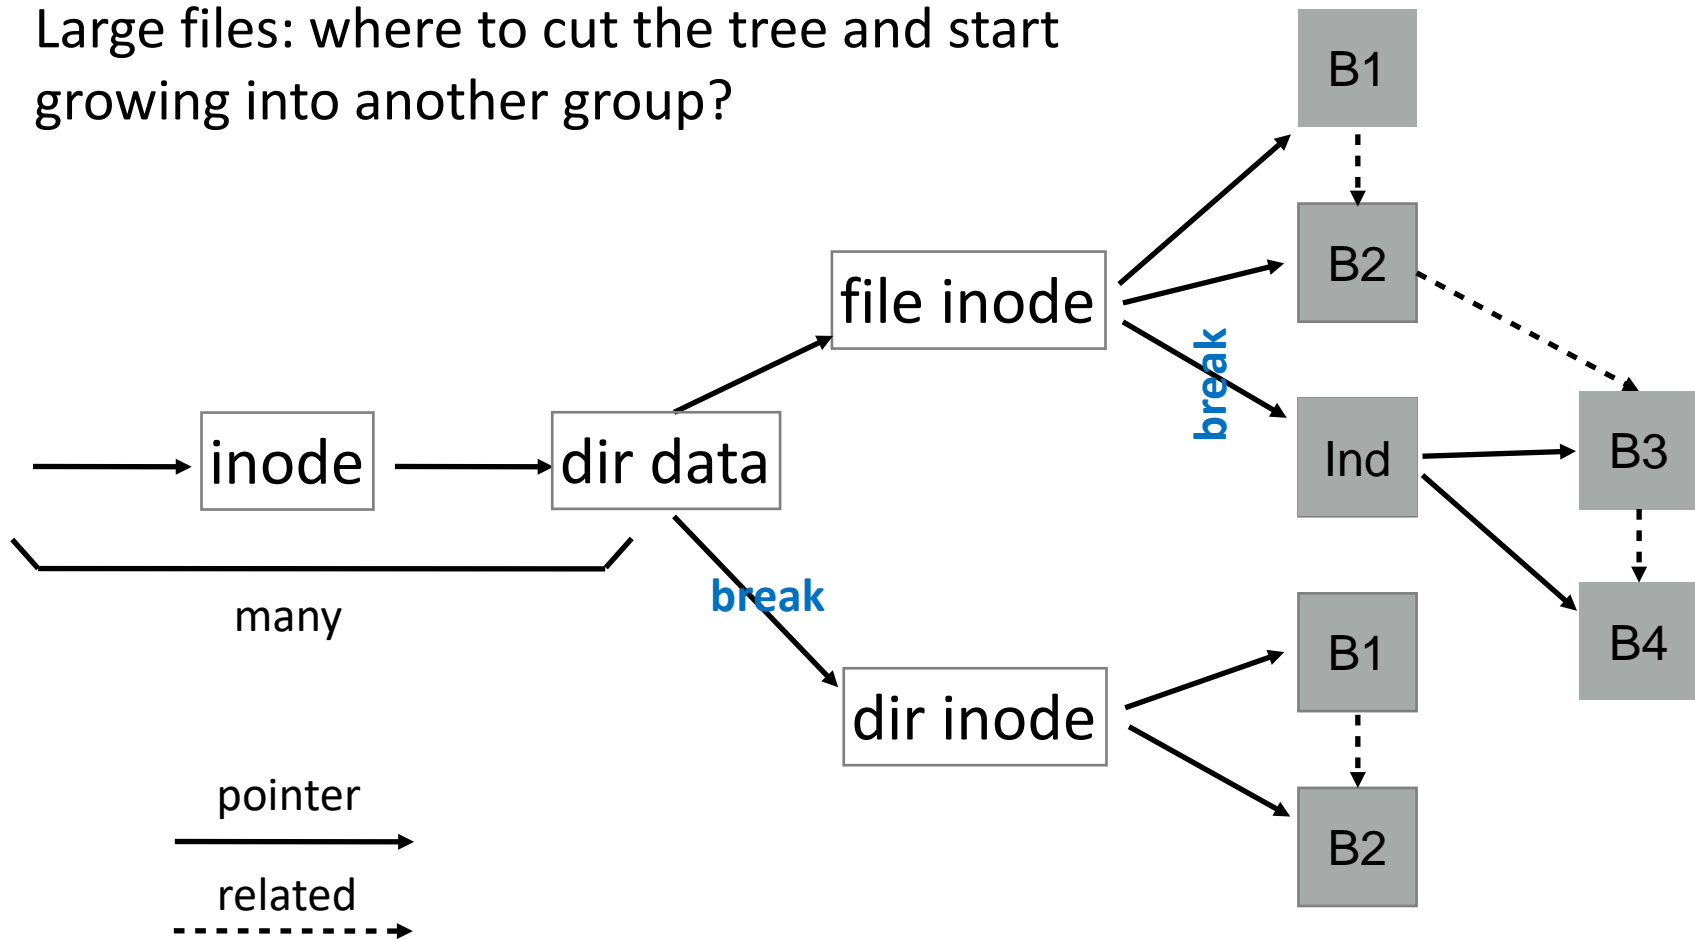 Large files: where to cut the tree and start
growing into another group?
B1
B2
file inode
break
inode
dir data
Ind
B3
break
many
B1
B4
dir inode
pointer
B2
related